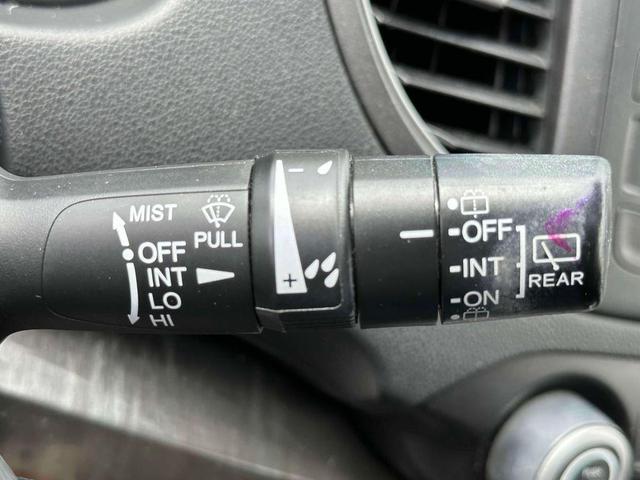 MIST
OFF
INT
LO
HI
PULL
-
+
OFF
INT
ON
REAR